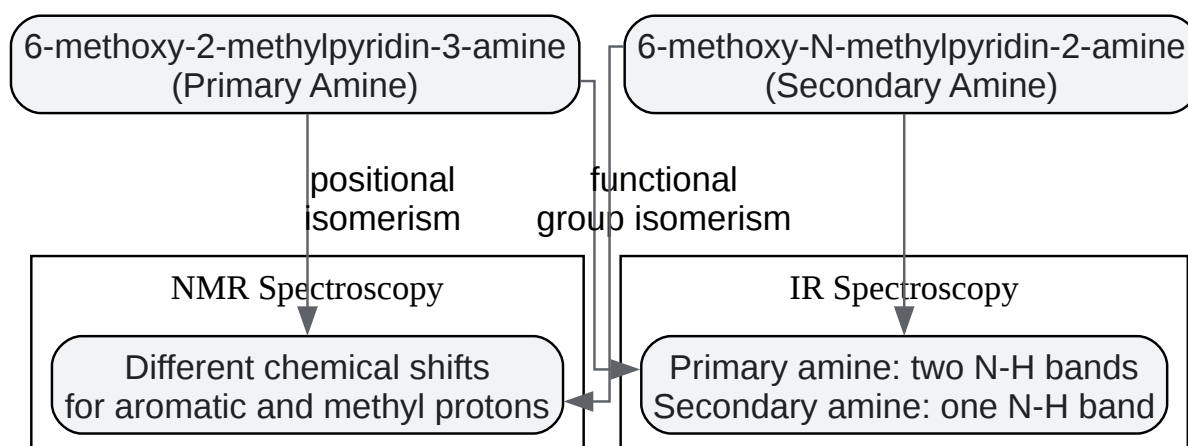 6-methoxy-2-methylpyridin-3-amine
(Primary Amine)
6-methoxy-N-methylpyridin-2-amine
(Secondary Amine)
positional
isomerism
functional
group isomerism
NMR Spectroscopy
Different chemical shifts
for aromatic and methyl protons
IR Spectroscopy
Primary amine: two N-H bands
Secondary amine: one N-H band